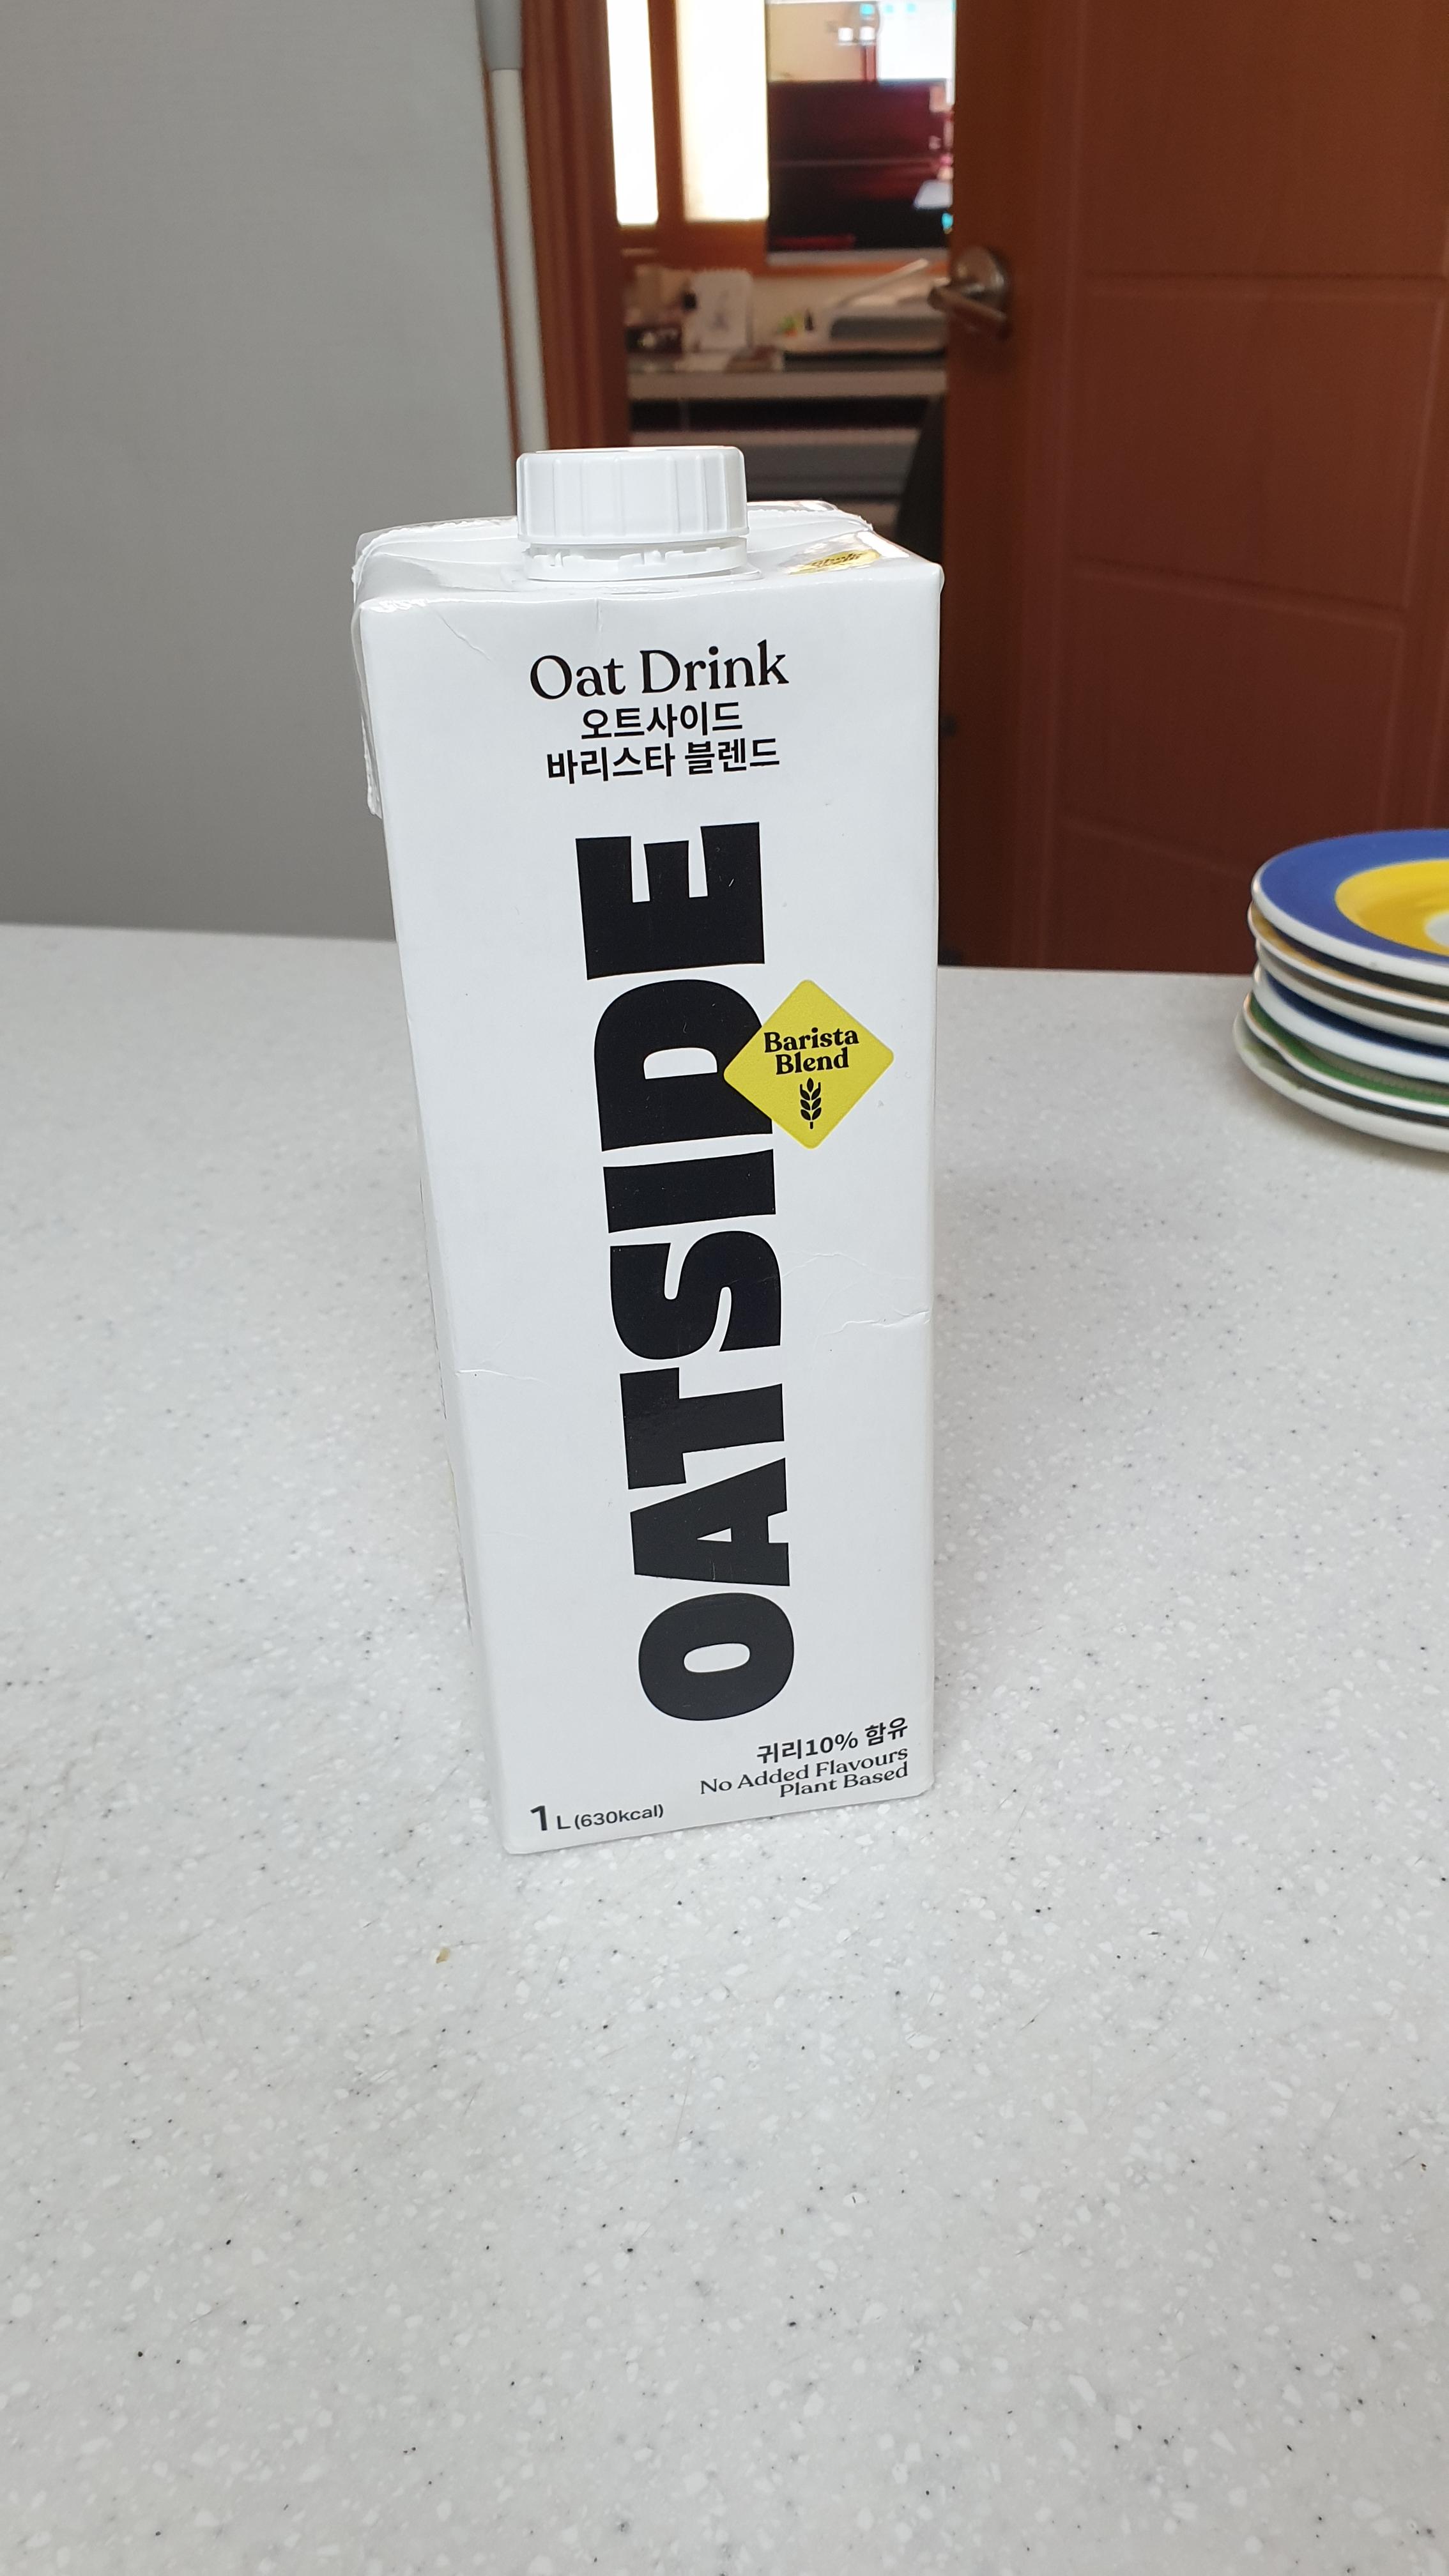 Oat Drink
오트사이드
바리스타 블렌드
OATSIDE
Barista
Blend
귀리10% 함유
No Added Flavours
Plant Based
1L(630kcal)